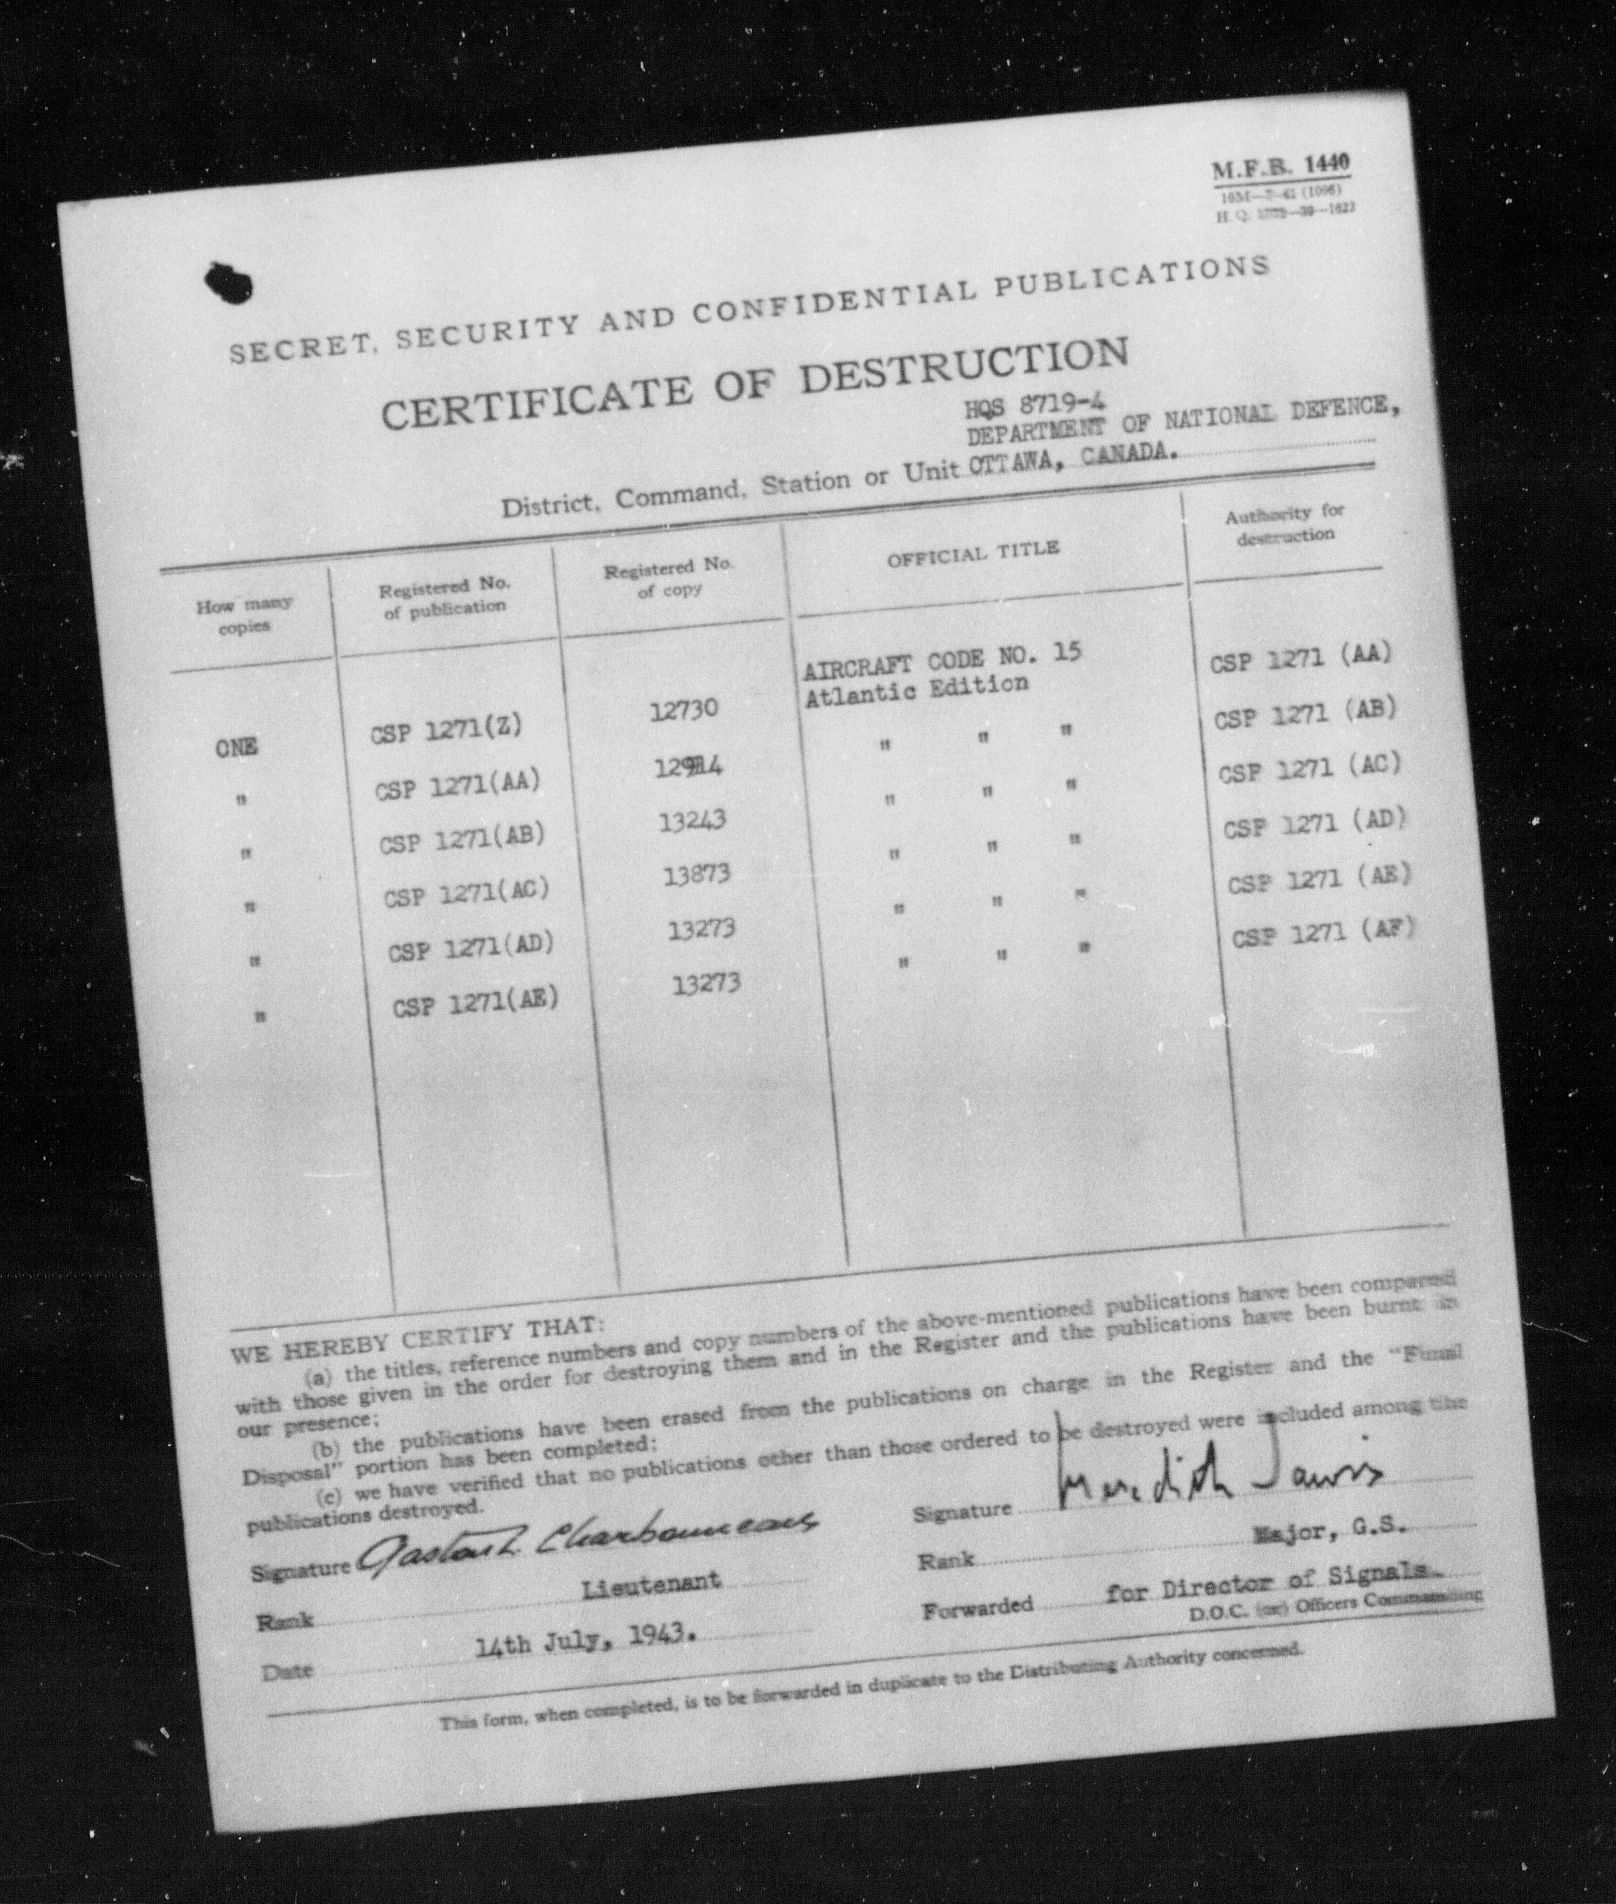 M.F.B. 1440
H.Q. 39—1623
SECRET, SECURITY AND CONFIDENTIAL PUBLICATIONS
CERTIFICATE OF DESTRUCTION
HQS 8719-4
DEPARTMENT OF NATIONAL DEFENCE,
District, Command, Station or Unit OTTAWA, CANADA.
How many copies | Registered No. of publication | Registered No. of copy | OFFICIAL TITLE | Authority for destruction
AIRCRAFT CODE NO. 15
Atlantic Edition
ONE CSP 1271(Z) 12730 CSP 1271 (AA)
" CSP 1271(AA) 12914 " " " CSP 1271 (AB)
" CSP 1271(AB) 13243 " " " CSP 1271 (AC)
" CSP 1271(AC) 13873 " " " CSP 1271 (AD)
" CSP 1271(AD) 13273 " " " CSP 1271 (AE)
" CSP 1271(AE) 13273 " " " CSP 1271 (AF)
WE HEREBY CERTIFY THAT:
(a) the titles, reference numbers and copy numbers of the above-mentioned publications have been compared
with those given in the order for destroying them and in the Register and the publications have been burnt in
our presence;
(b) the publications have been erased from the publications on charge in the Register and the "Final
Disposal" portion has been completed;
(c) we have verified that no publications other than those ordered to be destroyed were included among the
publications destroyed.
Signature Gaston L. Charbonneau
Rank Lieutenant
Date 14th July, 1943.
Signature Meredith Jarvis
Rank Major, G.S.
Forwarded for Director of Signals.
D.O.C. (or) Officers Commanding
This form, when completed, is to be forwarded in duplicate to the Distributing Authority concerned.